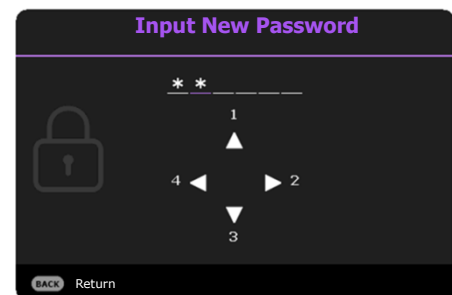 Input New Password
* * _ _ _ _
1
4 2
3
BACK Return